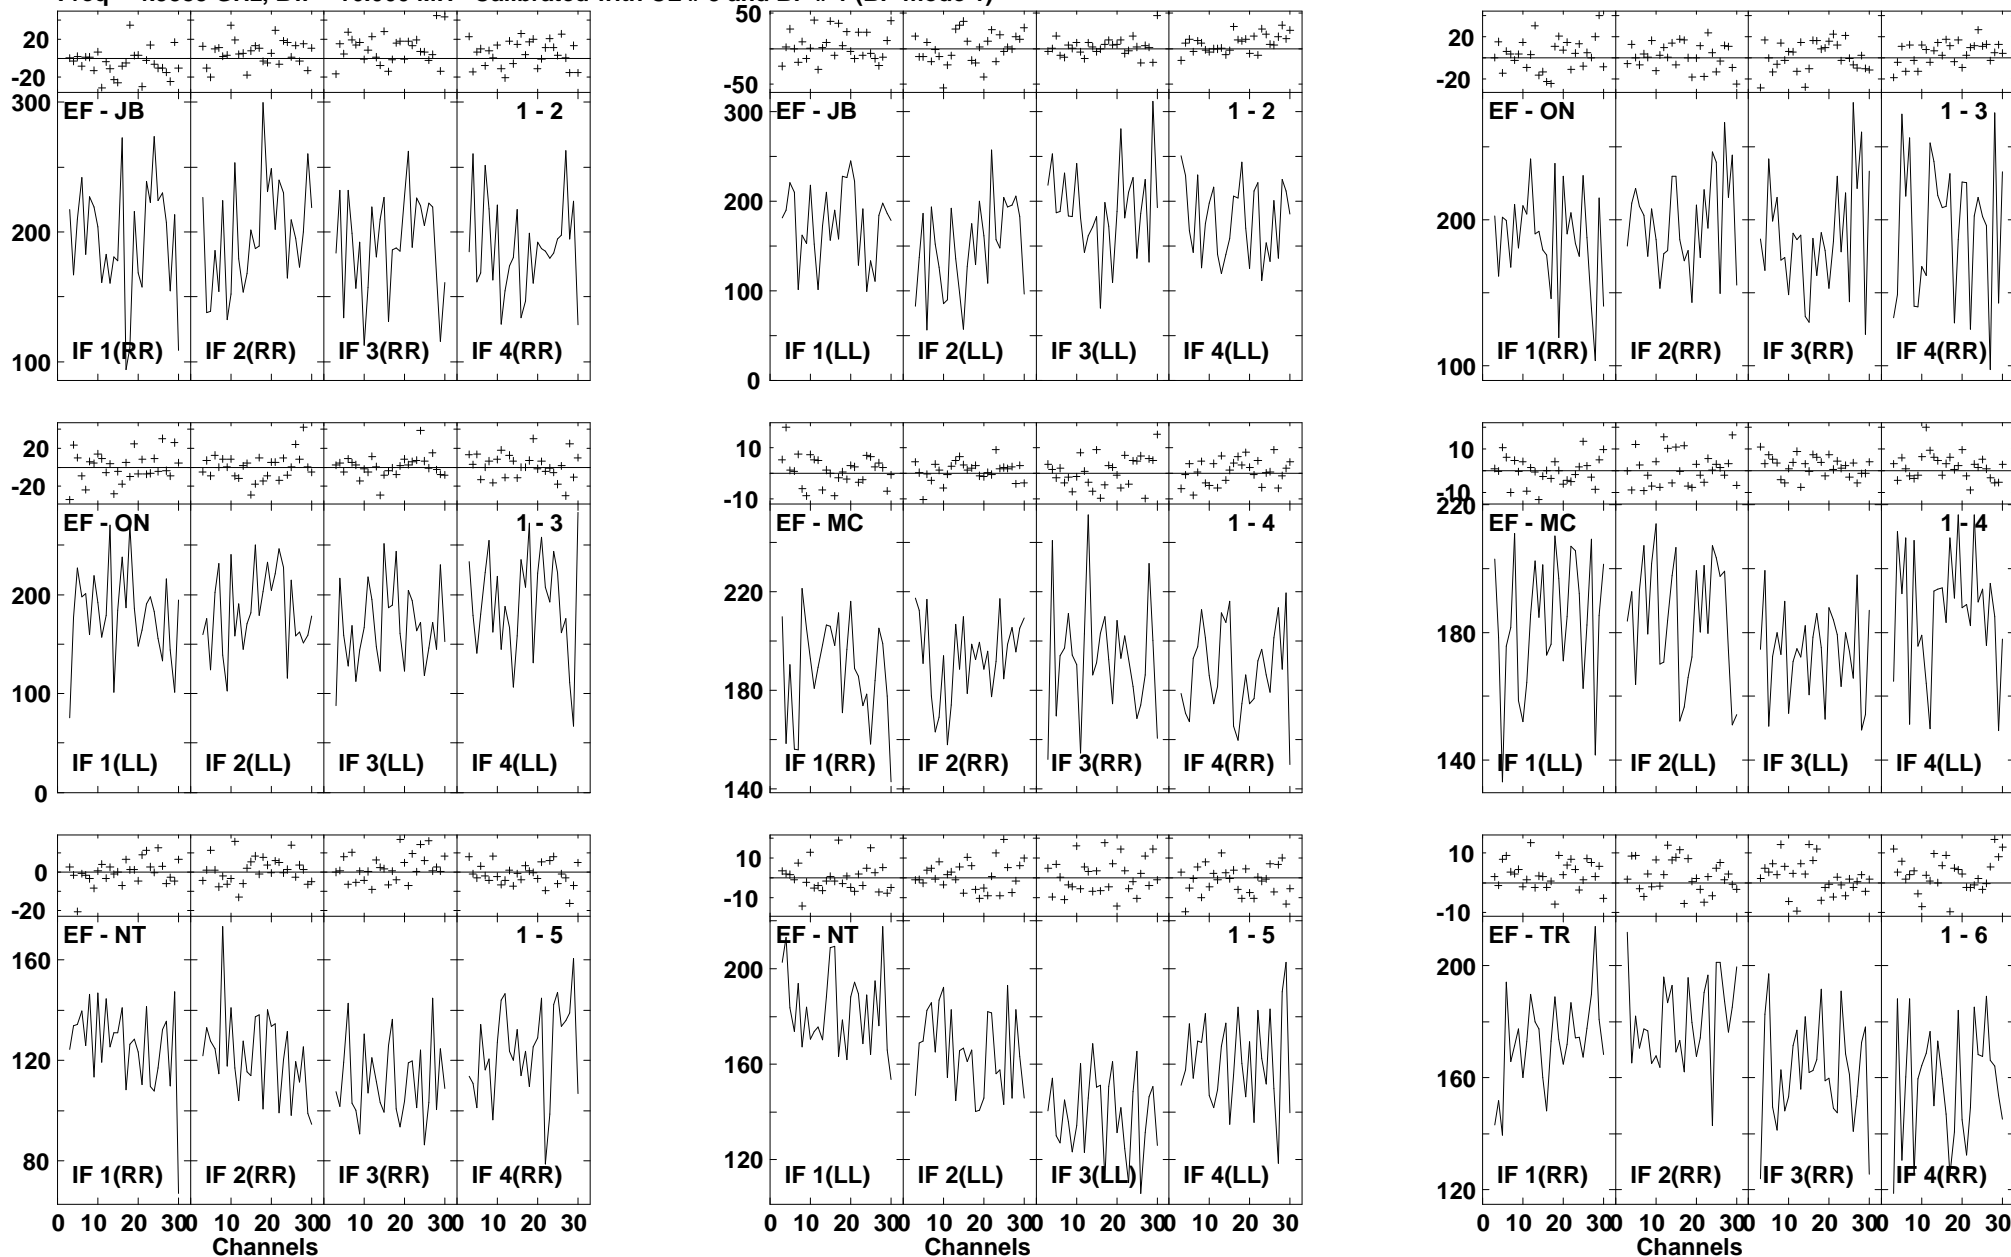 20
-20
300
200
100
EF - JB
1 - 2
IF 1(RR)
IF 2(RR)
IF 3(RR)
IF 4(RR)
50
-50
300
200
100
0
EF - JB
1 - 2
IF 1(LL)
IF 2(LL)
IF 3(LL)
IF 4(LL)
20
-20
200
100
EF - ON
1 - 3
IF 1(RR)
IF 2(RR)
IF 3(RR)
IF 4(RR)
20
-20
200
100
0
EF - ON
1 - 3
IF 1(LL)
IF 2(LL)
IF 3(LL)
IF 4(LL)
10
-10
220
180
140
EF - MC
1 - 4
IF 1(RR)
IF 2(RR)
IF 3(RR)
IF 4(RR)
10
-10
220
180
140
EF - MC
1 - 4
IF 1(LL)
IF 2(LL)
IF 3(LL)
IF 4(LL)
0
-20
160
120
80
EF - NT
1 - 5
IF 1(RR)
IF 2(RR)
IF 3(RR)
IF 4(RR)
0 10 20 30 0 10 20 30 0 10 20 30 0 10 20 30
Channels
10
-10
200
160
120
EF - NT
1 - 5
IF 1(LL)
IF 2(LL)
IF 3(LL)
IF 4(LL)
0 10 20 30 0 10 20 30 0 10 20 30 0 10 20 30
Channels
10
-10
200
160
120
EF - TR
1 - 6
IF 1(RR)
IF 2(RR)
IF 3(RR)
IF 4(RR)
0 10 20 30 0 10 20 30 0 10 20 30 0 10 20 30
Channels